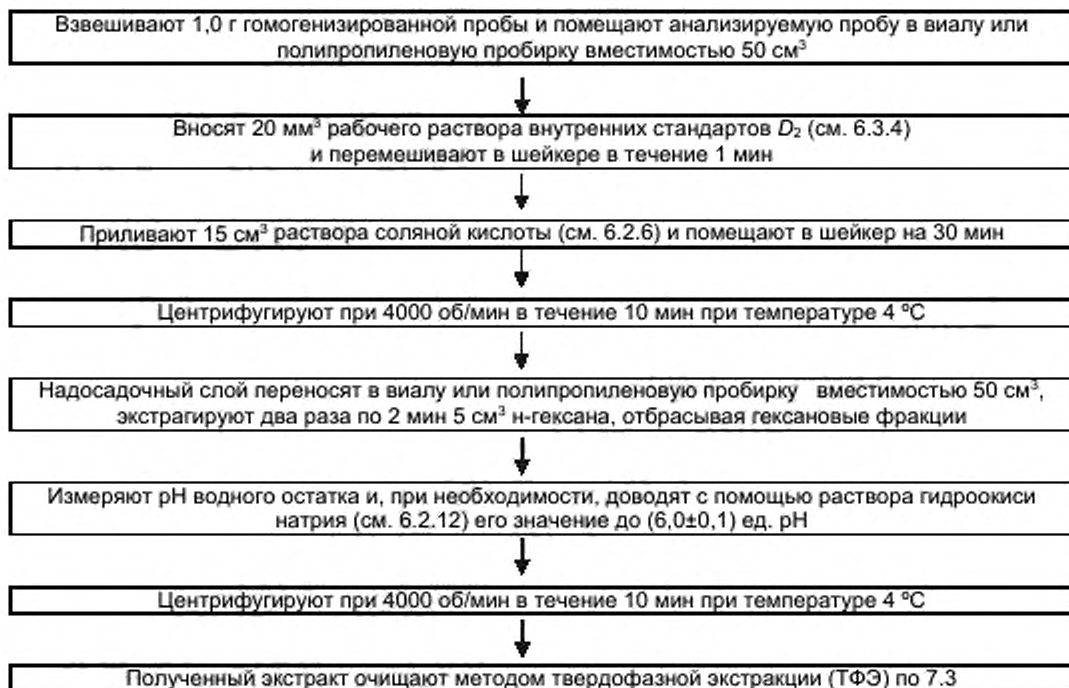 Взвешивают 1,0 г гомогенизированной пробы и помещают анализируемую пробу в виалу или
полипропиленовую пробирку вместимостью 50 см³
Вносят 20 мм³ рабочего раствора внутренних стандартов D₂ (см. 6.3.4)
и перемешивают в шейкере в течение 1 мин
Приливают 15 см³ раствора соляной кислоты (см. 6.2.6) и помещают в шейкер на 30 мин
Центрифугируют при 4000 об/мин в течение 10 мин при температуре 4 ºС
Надосадочный слой переносят в виалу или полипропиленовую пробирку вместимостью 50 см³,
экстрагируют два раза по 2 мин 5 см³ н-гексана, отбрасывая гексановые фракции
Измеряют pH водного остатка и, при необходимости, доводят с помощью раствора гидроокиси
натрия (см. 6.2.12) его значение до (6,0±0,1) ед. pH
Центрифугируют при 4000 об/мин в течение 10 мин при температуре 4 ºС
Полученный экстракт очищают методом твердофазной экстракции (ТФЭ) по 7.3